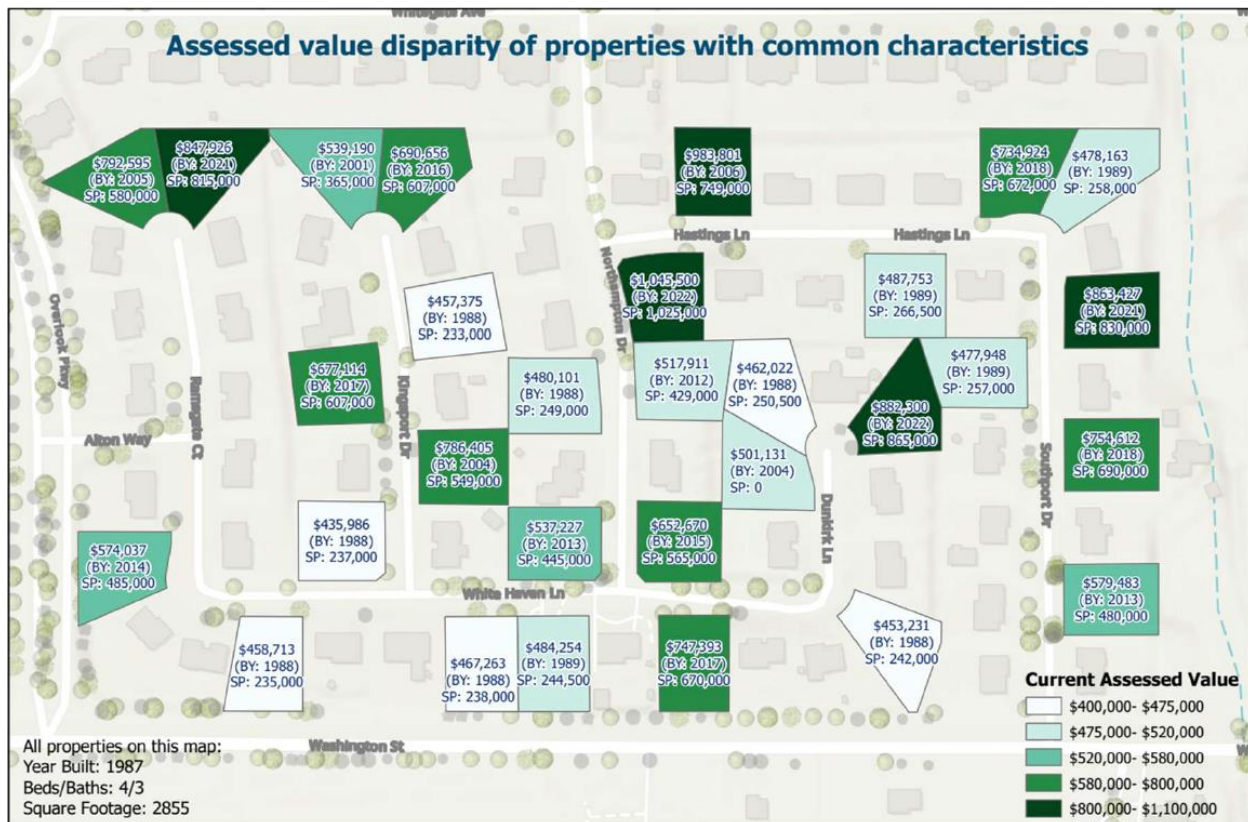 Whitegate Ave
Assessed value disparity of properties with common characteristics
$792,595
(BY: 2005)
SP: 580,000
$847,926
(BY: 2021)
SP: 815,000
$539,190
(BY: 2001)
SP: 365,000
$690,656
(BY: 2016)
SP: 607,000
$983,801
(BY: 2006)
SP: 749,000
$734,924
(BY: 2018)
SP: 672,000
$478,163
(BY: 1989)
SP: 258,000
Hastings Ln
Hastings Ln
Overlook Pkwy
Northampton Dr
$457,375
(BY: 1988)
SP: 233,000
$1,045,500
(BY: 2022)
SP: 1,025,000
$487,753
(BY: 1989)
SP: 266,500
$863,427
(BY: 2021)
SP: 830,000
$677,114
(BY: 2017)
SP: 607,000
$480,101
(BY: 1988)
SP: 249,000
$517,911
(BY: 2012)
SP: 429,000
$462,022
(BY: 1988)
SP: 250,500
$477,948
(BY: 1989)
SP: 257,000
$882,300
(BY: 2022)
SP: 865,000
Ramsgate Ct
Kingsport Dr
Alton Way
$786,405
(BY: 2004)
SP: 549,000
$501,131
(BY: 2004)
SP: 0
Dunkirk Ln
Southport Dr
$754,612
(BY: 2018)
SP: 690,000
$574,037
(BY: 2014)
SP: 485,000
$435,986
(BY: 1988)
SP: 237,000
$537,227
(BY: 2013)
SP: 445,000
$652,670
(BY: 2015)
SP: 565,000
$579,483
(BY: 2013)
SP: 480,000
White Haven Ln
$458,713
(BY: 1988)
SP: 235,000
$467,263
(BY: 1988)
SP: 238,000
$484,254
(BY: 1989)
SP: 244,500
$747,393
(BY: 2017)
SP: 670,000
$453,231
(BY: 1988)
SP: 242,000
Washington St
All properties on this map:
Year Built: 1987
Beds/Baths: 4/3
Square Footage: 2855
Current Assessed Value
$400,000- $475,000
$475,000- $520,000
$520,000- $580,000
$580,000- $800,000
$800,000- $1,100,000